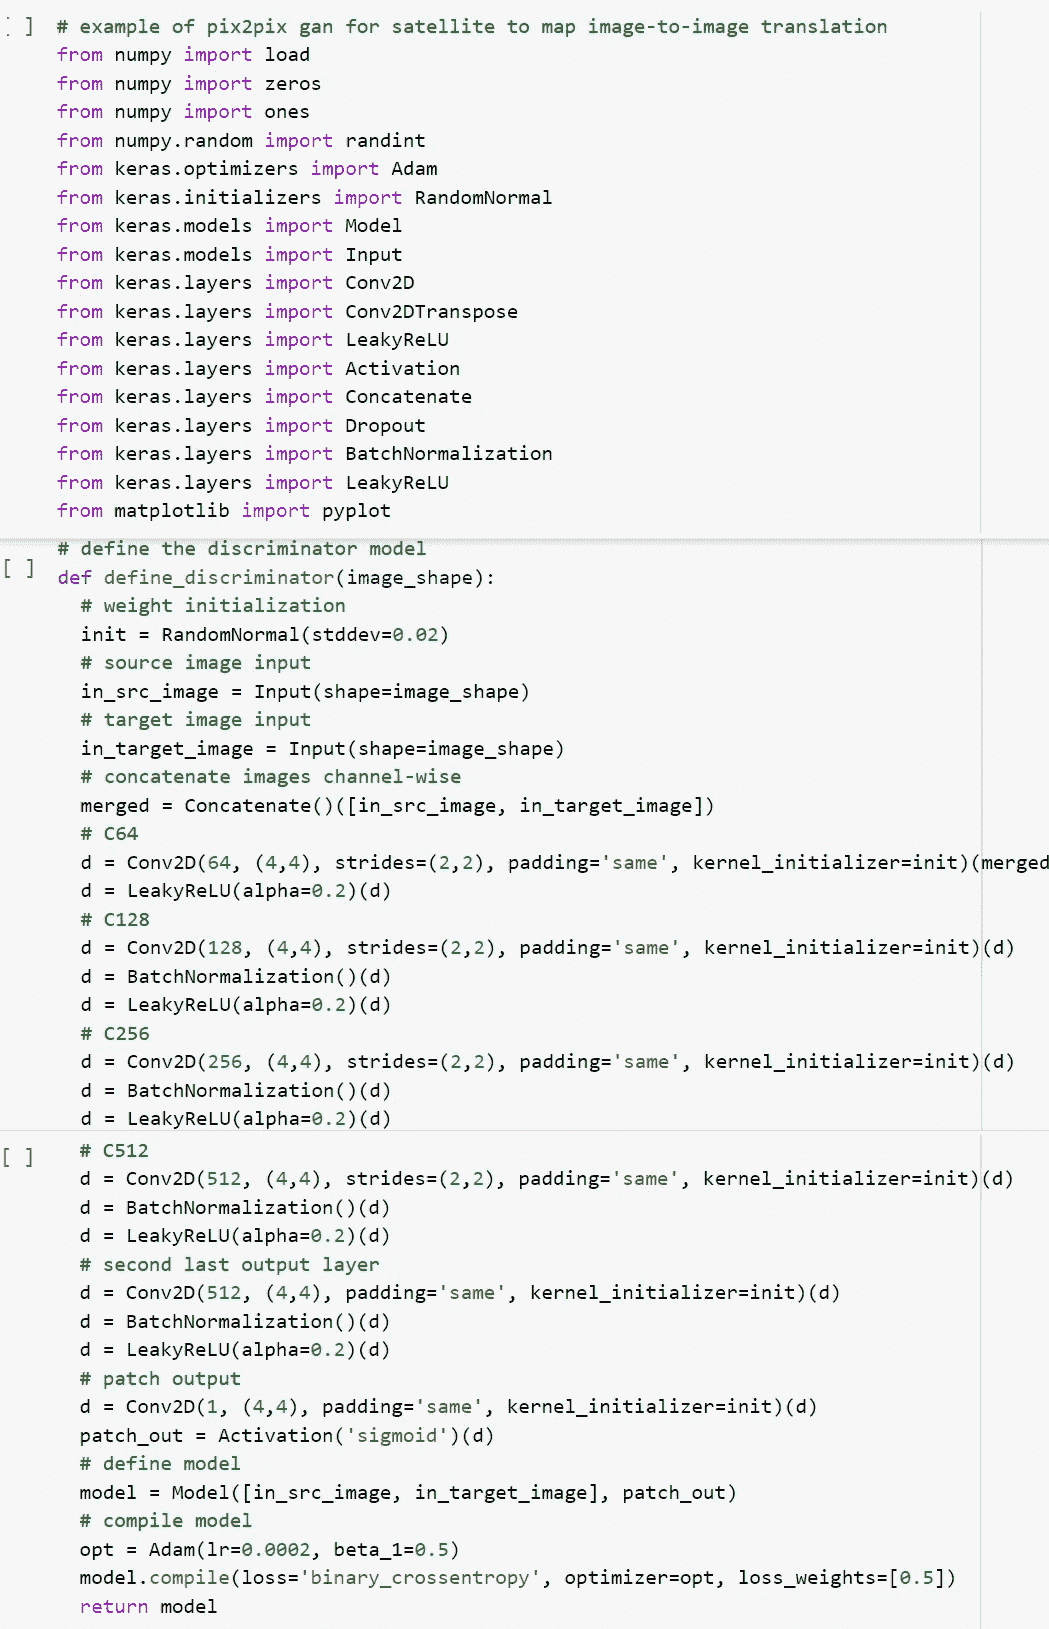 [ ] # example of pix2pix gan for satellite to map image-to-image translation
from numpy import load
from numpy import zeros
from numpy import ones
from numpy.random import randint
from keras.optimizers import Adam
from keras.initializers import RandomNormal
from keras.models import Model
from keras.models import Input
from keras.layers import Conv2D
from keras.layers import Conv2DTranspose
from keras.layers import LeakyReLU
from keras.layers import Activation
from keras.layers import Concatenate
from keras.layers import Dropout
from keras.layers import BatchNormalization
from keras.layers import LeakyReLU
from matplotlib import pyplot
# define the discriminator model
[ ] def define_discriminator(image_shape):
# weight initialization
init = RandomNormal(stddev=0.02)
# source image input
in_src_image = Input(shape=image_shape)
# target image input
in_target_image = Input(shape=image_shape)
# concatenate images channel-wise
merged = Concatenate()([in_src_image, in_target_image])
# C64
d = Conv2D(64, (4,4), strides=(2,2), padding='same', kernel_initializer=init)(merged
d = LeakyReLU(alpha=0.2)(d)
# C128
d = Conv2D(128, (4,4), strides=(2,2), padding='same', kernel_initializer=init)(d)
d = BatchNormalization()(d)
d = LeakyReLU(alpha=0.2)(d)
# C256
d = Conv2D(256, (4,4), strides=(2,2), padding='same', kernel_initializer=init)(d)
d = BatchNormalization()(d)
d = LeakyReLU(alpha=0.2)(d)
[ ] # C512
d = Conv2D(512, (4,4), strides=(2,2), padding='same', kernel_initializer=init)(d)
d = BatchNormalization()(d)
d = LeakyReLU(alpha=0.2)(d)
# second last output layer
d = Conv2D(512, (4,4), padding='same', kernel_initializer=init)(d)
d = BatchNormalization()(d)
d = LeakyReLU(alpha=0.2)(d)
# patch output
d = Conv2D(1, (4,4), padding='same', kernel_initializer=init)(d)
patch_out = Activation('sigmoid')(d)
# define model
model = Model([in_src_image, in_target_image], patch_out)
# compile model
opt = Adam(lr=0.0002, beta_1=0.5)
model.compile(loss='binary_crossentropy', optimizer=opt, loss_weights=[0.5])
return model